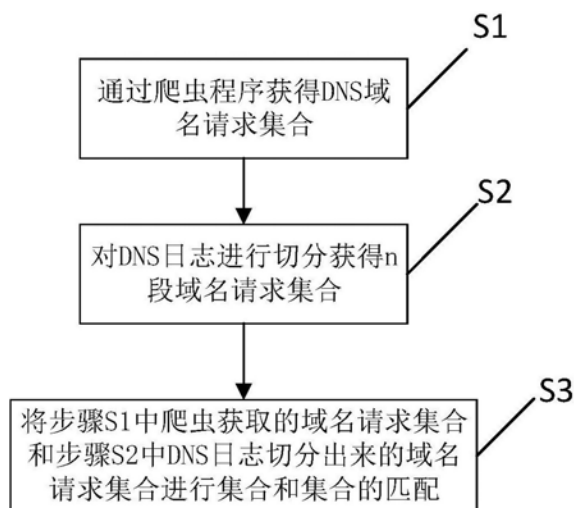 S1
通过爬虫程序获得DNS域
名请求集合
S2
对DNS日志进行切分获得n
段域名请求集合
S3
将步骤S1中爬虫获取的域名请求集合
和步骤S2中DNS日志切分出来的域名
请求集合进行集合和集合的匹配